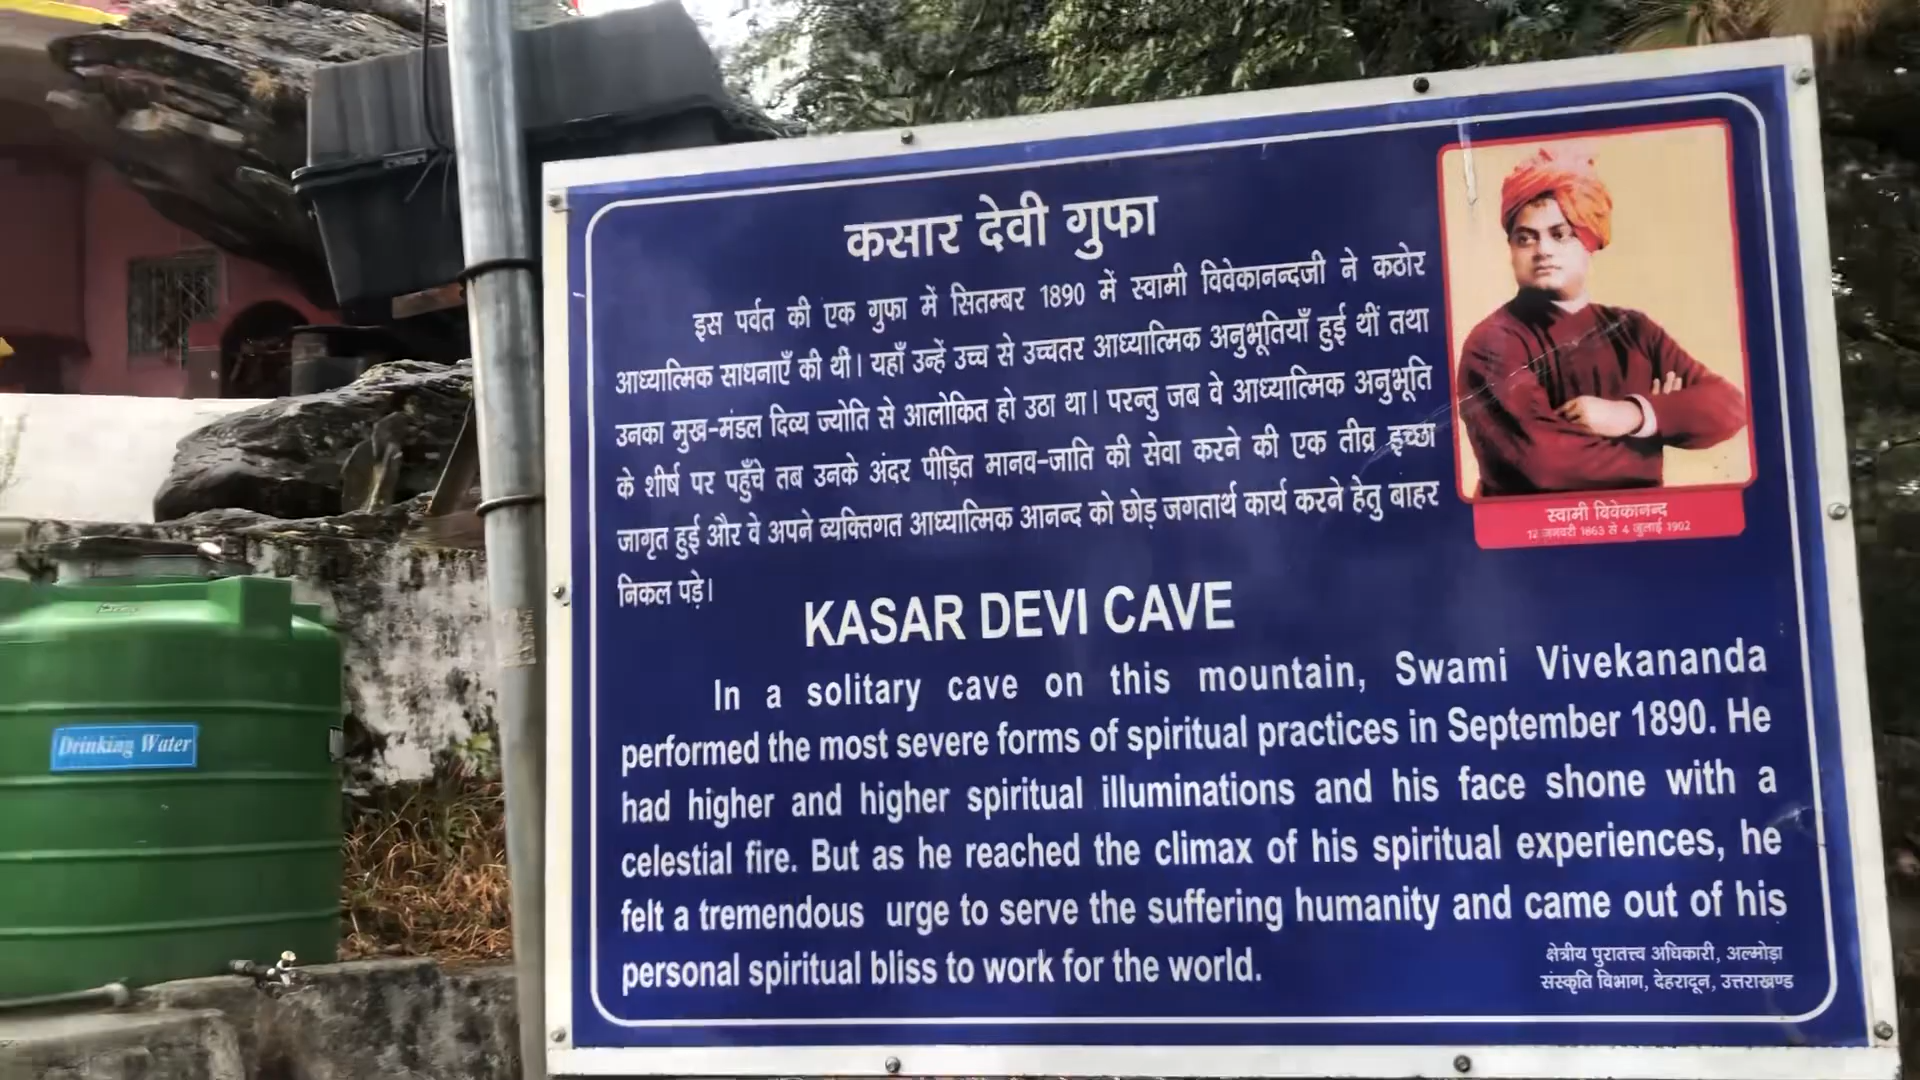 कसार देवी गुफा
इस पर्वत की एक गुफा में सितम्बर 1890 में स्वामी विवेकानन्दजी ने कठोर
आध्यात्मिक साधनाएँ की थीं। यहाँ उन्हें उच्च से उच्चतर आध्यात्मिक अनुभूतियाँ हुई थीं तथा
उनका मुख-मंडल दिव्य ज्योति से आलोकित हो उठा था। परन्तु जब वे आध्यात्मिक अनुभूति
के शीर्ष पर पहुँचे तब उनके अंदर पीड़ित मानव-जाति की सेवा करने की एक तीव्र इच्छा
जागृत हुई और वे अपने व्यक्तिगत आध्यात्मिक आनन्द को छोड़ जगतार्थ कार्य करने हेतु बाहर
निकल पड़े।
स्वामी विवेकानन्द
12 जनवरी 1863 से 4 जुलाई 1902
KASAR DEVI CAVE
In a solitary cave on this mountain, Swami Vivekananda
performed the most severe forms of spiritual practices in September 1890. He
had higher and higher spiritual illuminations and his face shone with a
celestial fire. But as he reached the climax of his spiritual experiences, he
felt a tremendous urge to serve the suffering humanity and came out of his
personal spiritual bliss to work for the world.
क्षेत्रीय पुरातत्त्व अधिकारी, अल्मोड़ा
संस्कृति विभाग, देहरादून, उत्तराखण्ड
Drinking Water